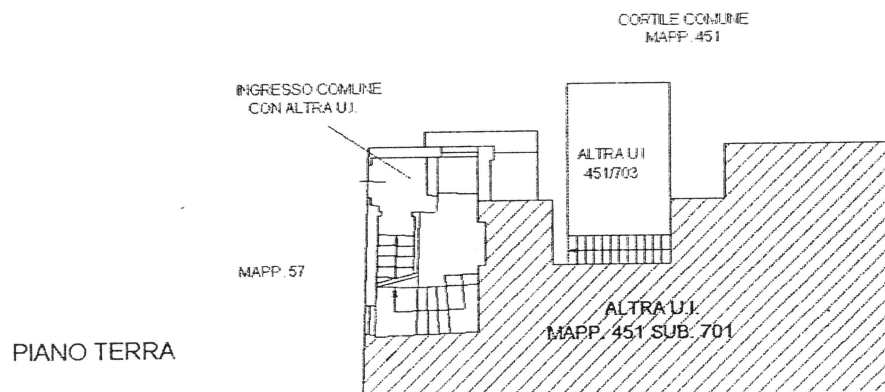 CORTILE COMUNE
MAPP. 451
INGRESSO COMUNE
CON ALTRA U.I.
ALTRA U.I
451/703
MAPP. 57
ALTRA U.I.
MAPP. 451 SUB. 701
PIANO TERRA